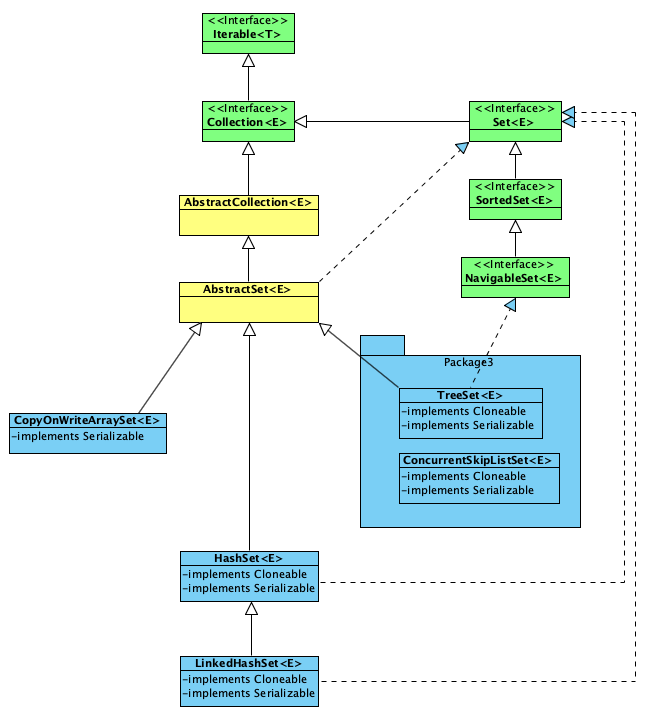 <<Interface>>
Iterable<T>
<<Interface>>
Collection<E>
<<Interface>>
Set<E>
AbstractCollection<E>
<<Interface>>
SortedSet<E>
<<Interface>>
NavigableSet<E>
AbstractSet<E>
Package3
TreeSet<E>
-implements Cloneable
-implements Serializable
CopyOnWriteArraySet<E>
-implements Serializable
ConcurrentSkipListSet<E>
-implements Cloneable
-implements Serializable
HashSet<E>
-implements Cloneable
-implements Serializable
LinkedHashSet<E>
-implements Cloneable
-implements Serializable